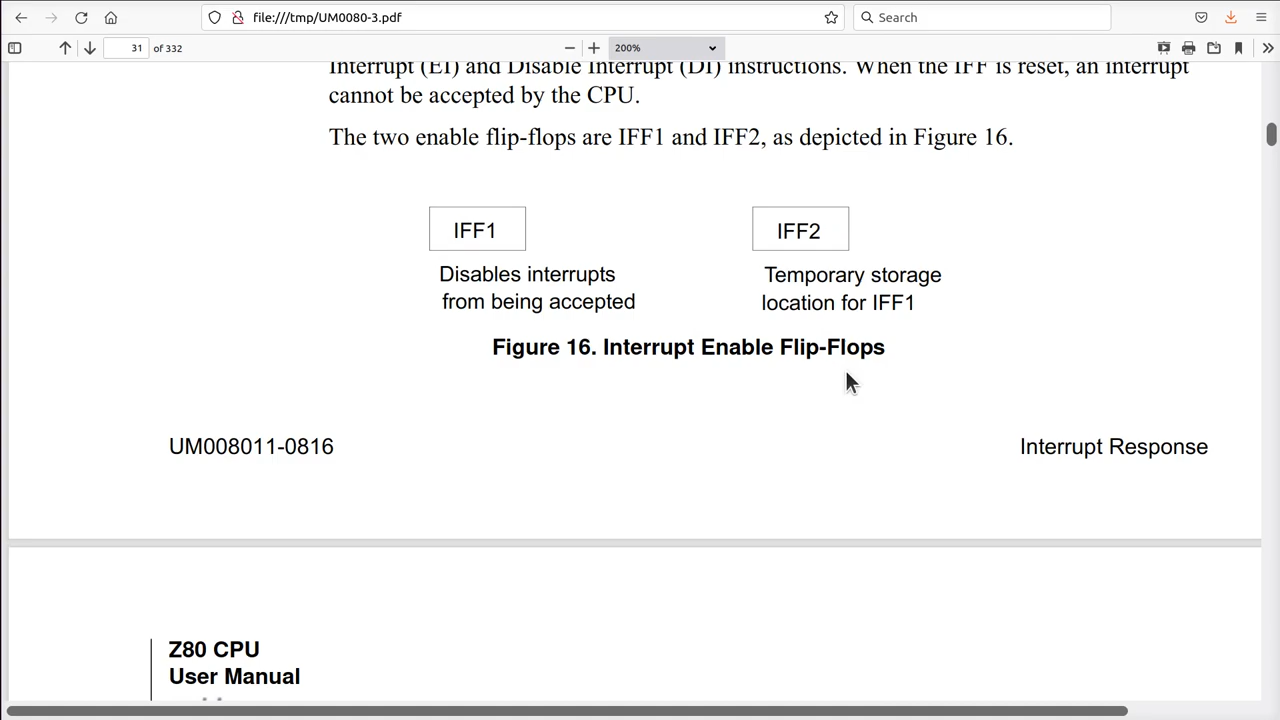 file:///tmp/UM0080-3.pdf
Search
31 of 332
200%
Interrupt (EI) and Disable Interrupt (DI) instructions. When the IFF is reset, an interrupt
cannot be accepted by the CPU.
The two enable flip-flops are IFF1 and IFF2, as depicted in Figure 16.
IFF1
IFF2
Disables interrupts
from being accepted
Temporary storage
location for IFF1
Figure 16. Interrupt Enable Flip-Flops
UM008011-0816
Interrupt Response
Z80 CPU
User Manual